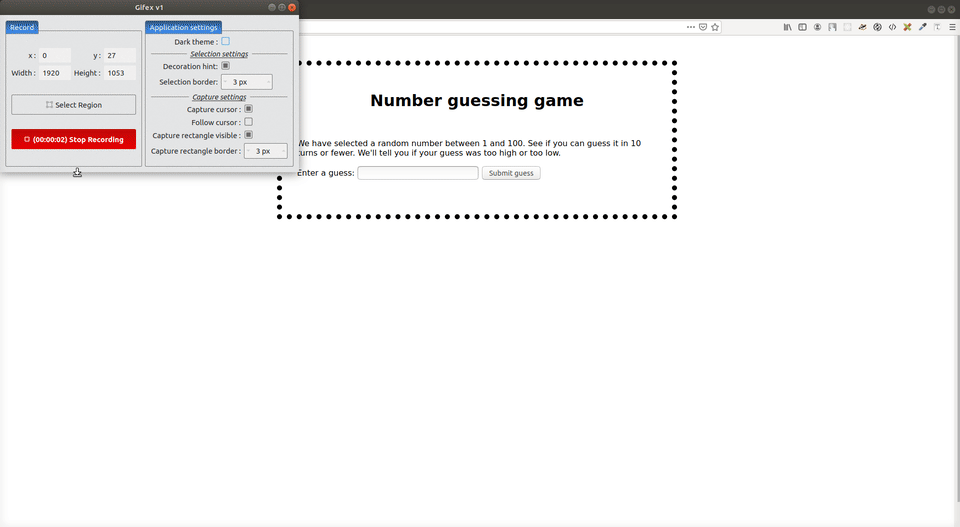 Gifex v1
Record
x : 0 y : 27
Width : 1920 Height : 1053
Select Region
(00:00:02) Stop Recording
Application settings
Dark theme :
Selection settings
Decoration hint:
Selection border: - 3 px -
Capture settings
Capture cursor :
Follow cursor :
Capture rectangle visible :
Capture rectangle border : - 3 px -
Number guessing game
We have selected a random number between 1 and 100. See if you can guess it in 10
turns or fewer. We'll tell you if your guess was too high or too low.
Enter a guess: Submit guess